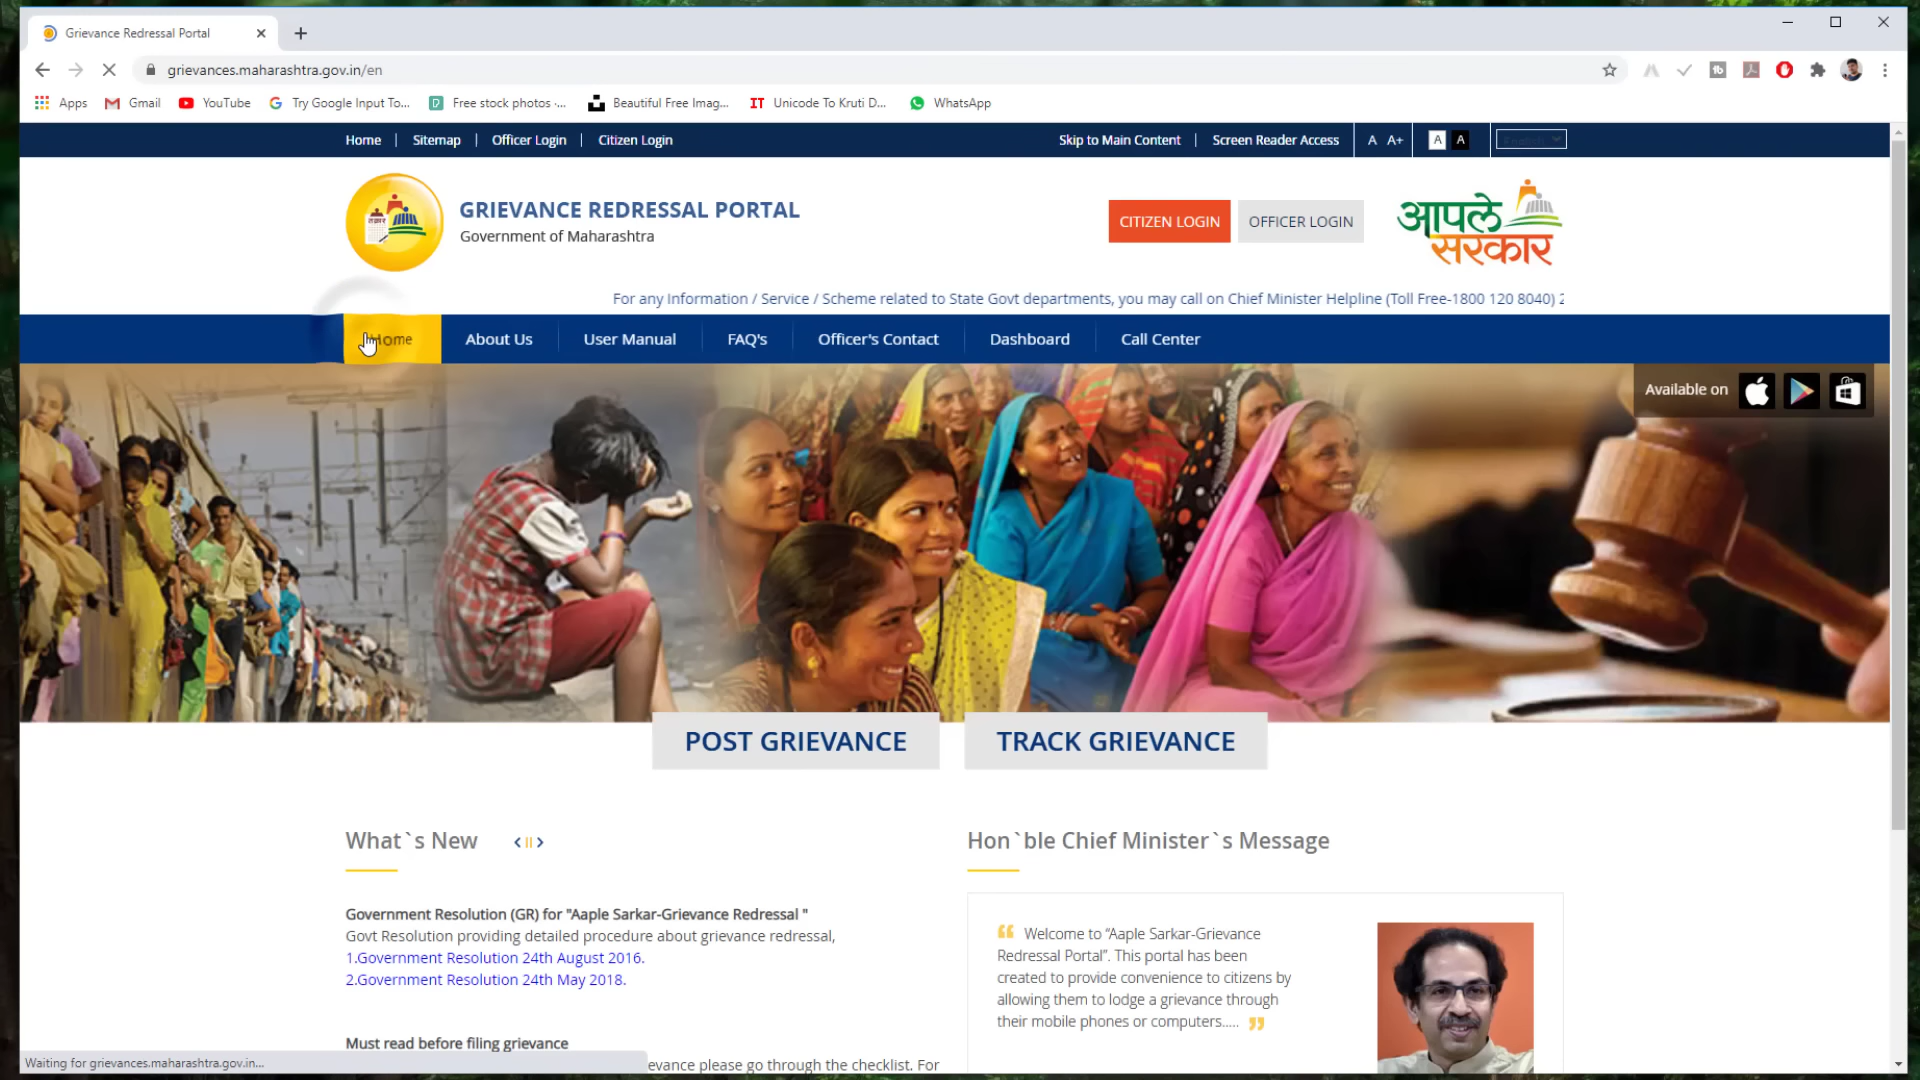 Grievance Redressal Portal
grievances.maharashtra.gov.in/en
Apps Gmail YouTube Try Google Input To... Free stock photos ·... Beautiful Free Imag... IT Unicode To Kruti D... WhatsApp
Home | Sitemap | Officer Login | Citizen Login Skip to Main Content | Screen Reader Access A A+ A A
GRIEVANCE REDRESSAL PORTAL
Government of Maharashtra
CITIZEN LOGIN OFFICER LOGIN
आपले
सरकार
For any Information / Service / Scheme related to State Govt departments, you may call on Chief Minister Helpline (Toll Free-1800 120 8040) 2
Home About Us User Manual FAQ's Officer's Contact Dashboard Call Center
Available on
POST GRIEVANCE TRACK GRIEVANCE
What`s New
Government Resolution (GR) for "Aaple Sarkar-Grievance Redressal "
Govt Resolution providing detailed procedure about grievance redressal,
1.Government Resolution 24th August 2016.
2.Government Resolution 24th May 2018.
Must read before filing grievance
evance please go through the checklist. For
Hon`ble Chief Minister`s Message
“ Welcome to “Aaple Sarkar-Grievance
Redressal Portal”. This portal has been
created to provide convenience to citizens by
allowing them to lodge a grievance through
their mobile phones or computers..... ”
Waiting for grievances.maharashtra.gov.in...